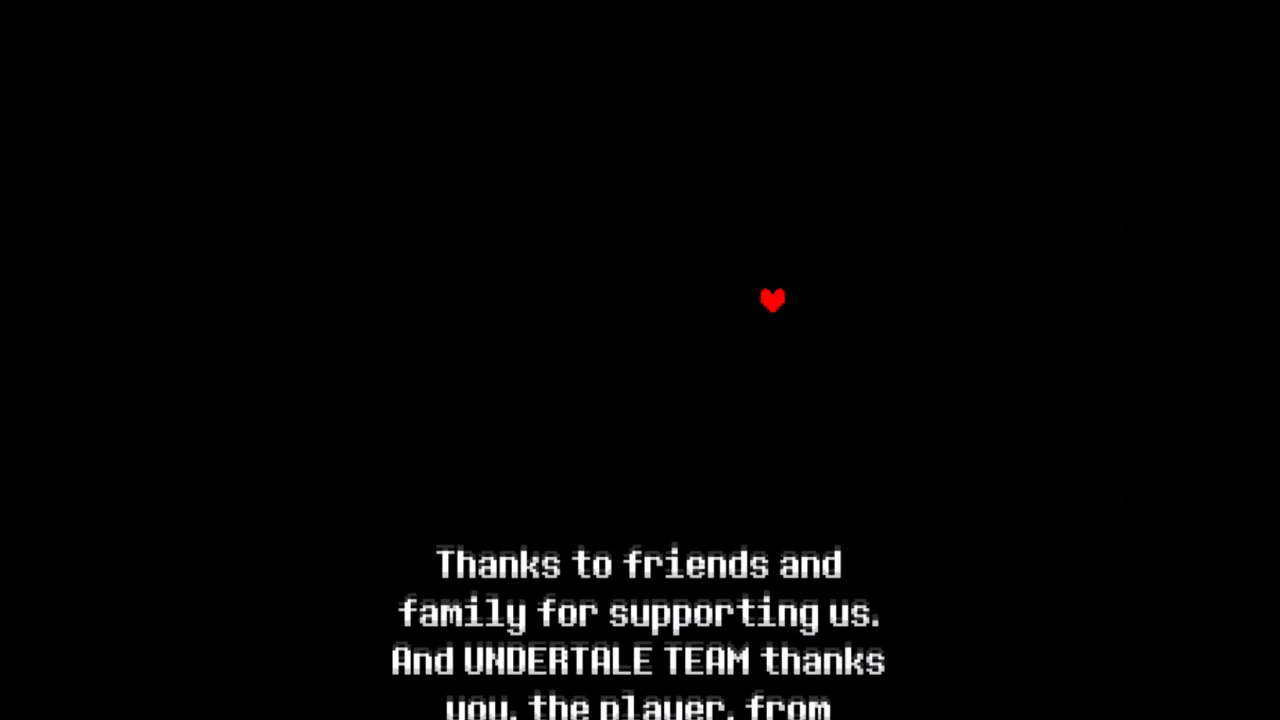 Thanks to friends and
family for supporting us.
And UNDERTALE TEAM thanks
you, the player, from